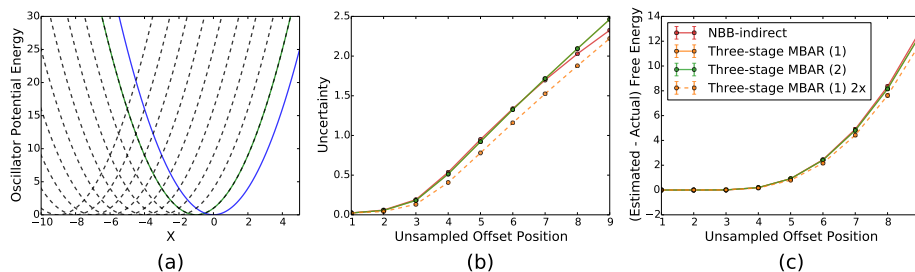 Oscillator Potential Energy
30
25
20
15
10
5
0
−10 −8 −6 −4 −2 0 2 4
X
(a)
Uncertainty
2.5
2.0
1.5
1.0
0.5
0.0
1 2 3 4 5 6 7 8 9
Unsampled Offset Position
(b)
(Estimated - Actual) Free Energy
14
12
10
8
6
4
2
0
−2
1 2 3 4 5 6 7 8
Unsampled Offset Position
(c)
NBB-indirect
Three-stage MBAR (1)
Three-stage MBAR (2)
Three-stage MBAR (1) 2x